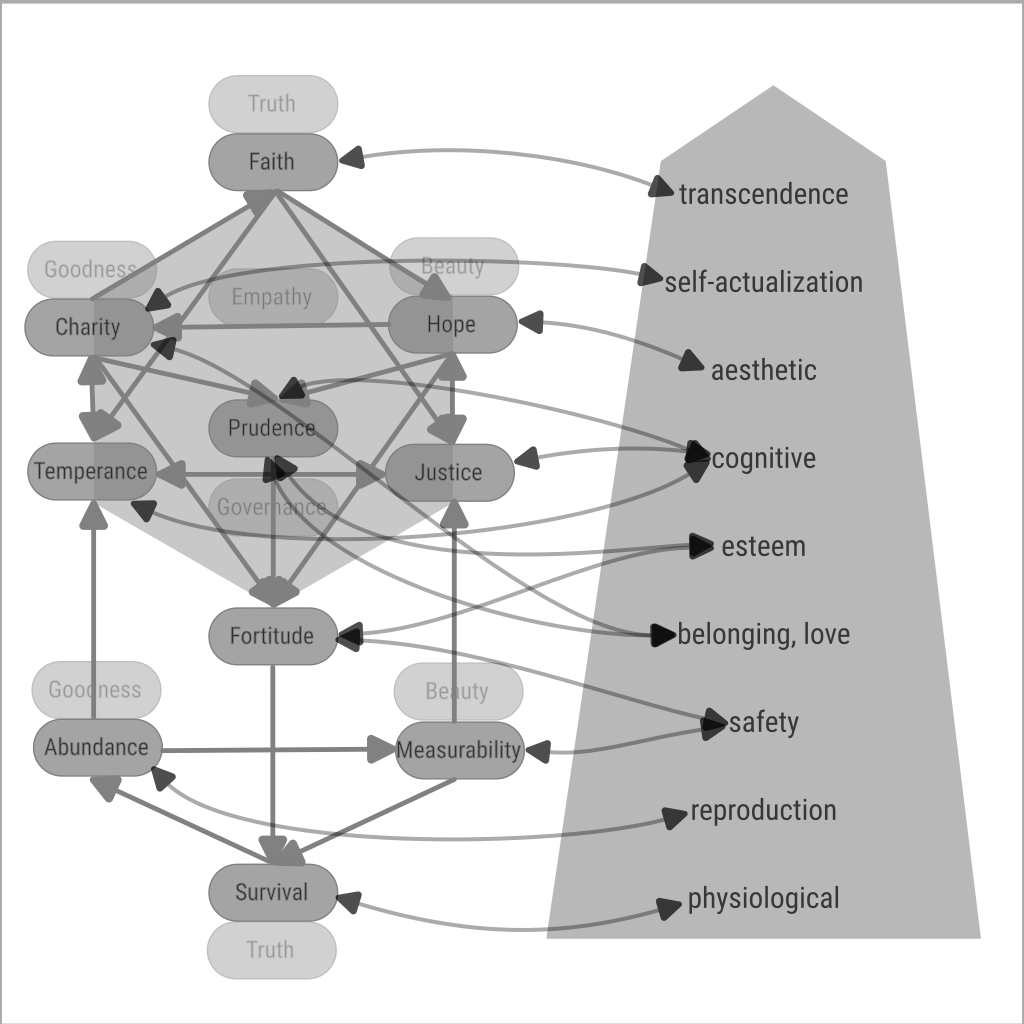 Truth
Faith
Goodness
Charity
Empathy
Beauty
Hope
Prudence
Temperance
Justice
Governance
Fortitude
Goodness
Abundance
Beauty
Measurability
Survival
Truth
transcendence
self-actualization
aesthetic
cognitive
esteem
belonging, love
safety
reproduction
physiological